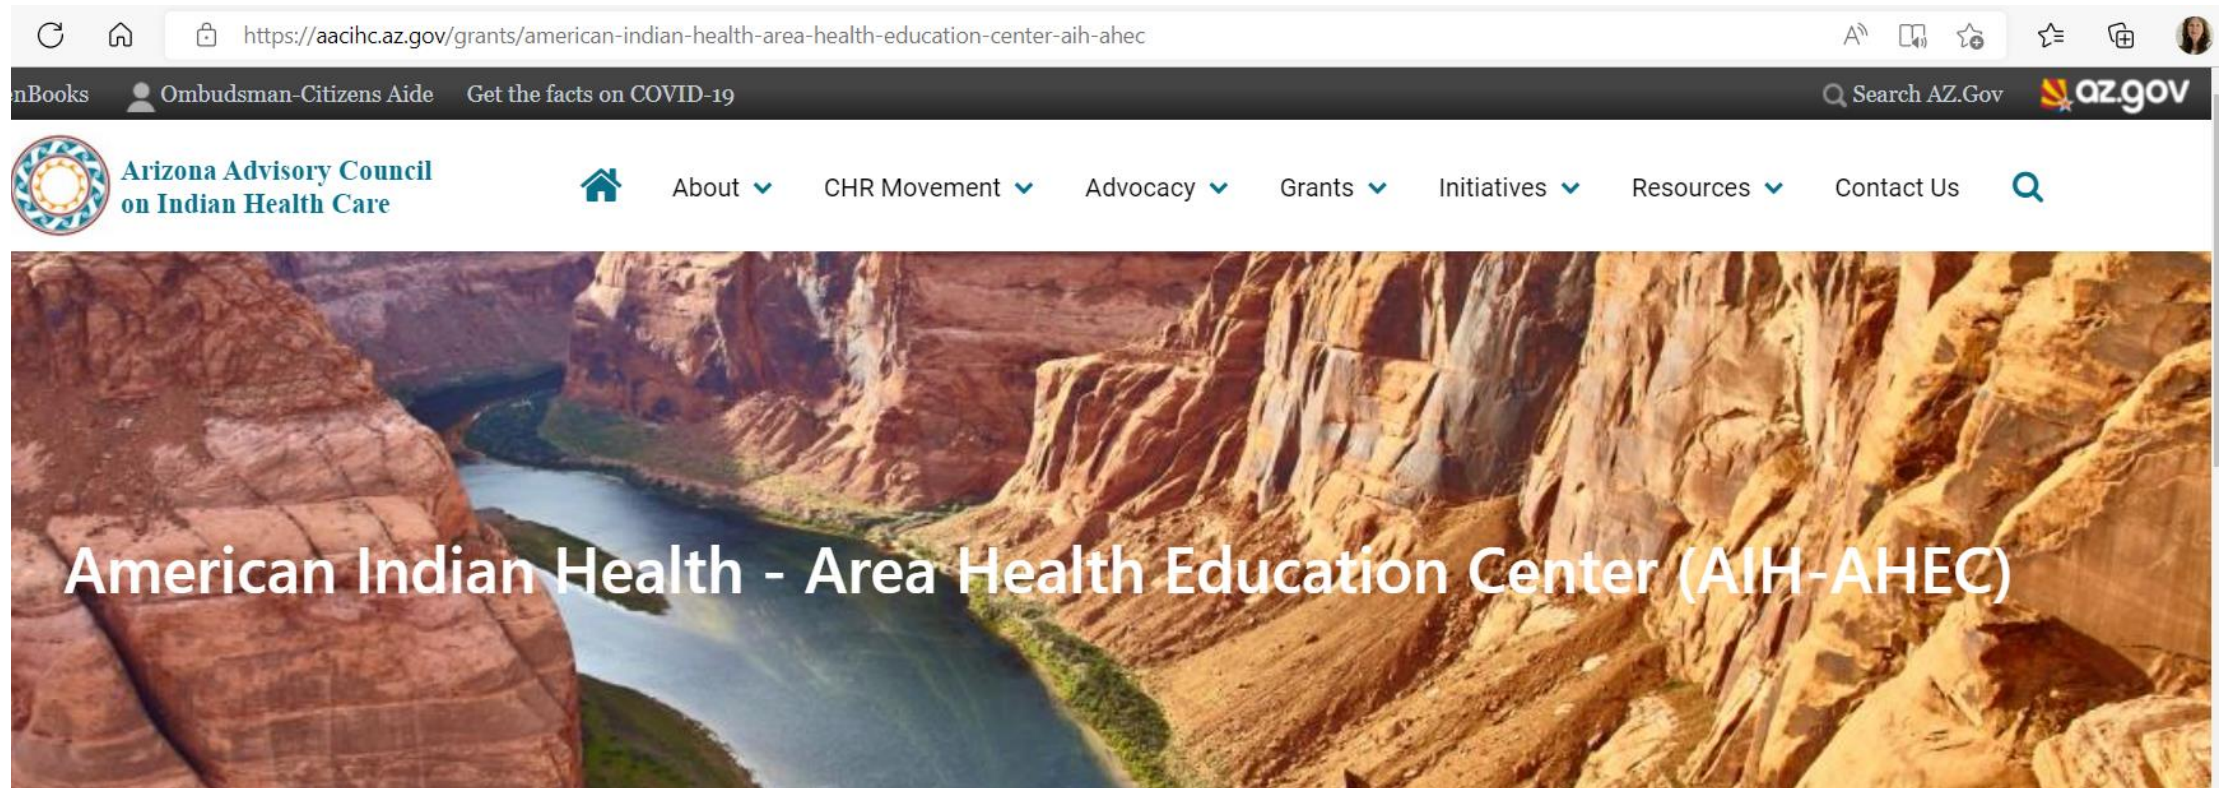 https://aacihc.az.gov/grants/american-indian-health-area-health-education-center-aih-ahec
nBooks Ombudsman-Citizens Aide Get the facts on COVID-19 Search AZ.Gov az.gov
Arizona Advisory Council
on Indian Health Care
About CHR Movement Advocacy Grants Initiatives Resources Contact Us
American Indian Health - Area Health Education Center (AIH-AHEC)